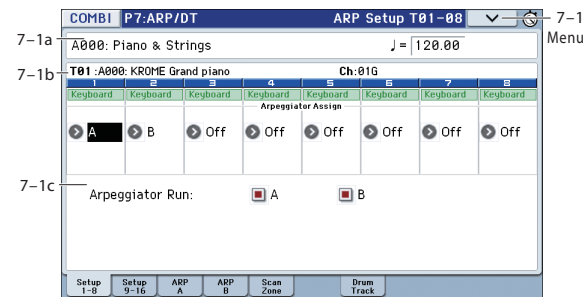 COMBI P7:ARP/DT ARP Setup T01-08
7-1
Menu
7-1a
A000: Piano & Strings ♩= 120.00
7-1b
T01 :A000: KROME Grand piano Ch:01G
1 2 3 4 5 6 7 8
Keyboard Keyboard Keyboard Keyboard Keyboard Keyboard Keyboard Keyboard
Arpeggiator Assign
A B Off Off Off Off Off Off
7-1c
Arpeggiator Run: A B
Setup 1-8 Setup 9-16 ARP A ARP B Scan Zone Drum Track